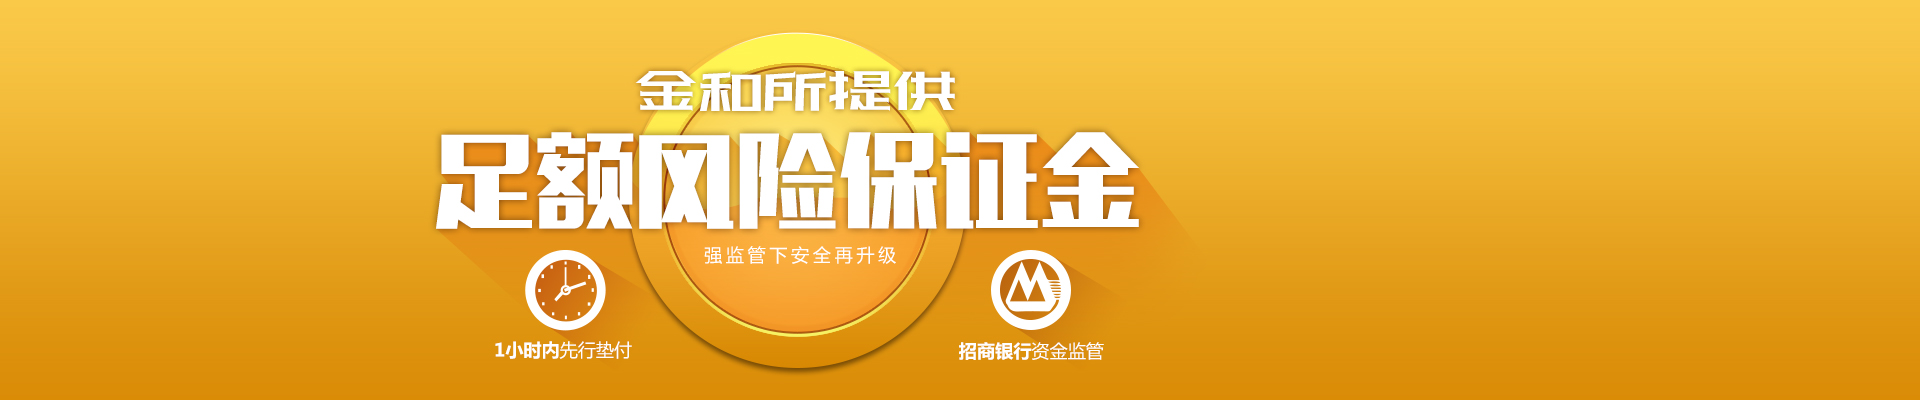 金和所提供
足额风险保证金
强监管下安全再升级
1小时内先行垫付
招商银行资金监管